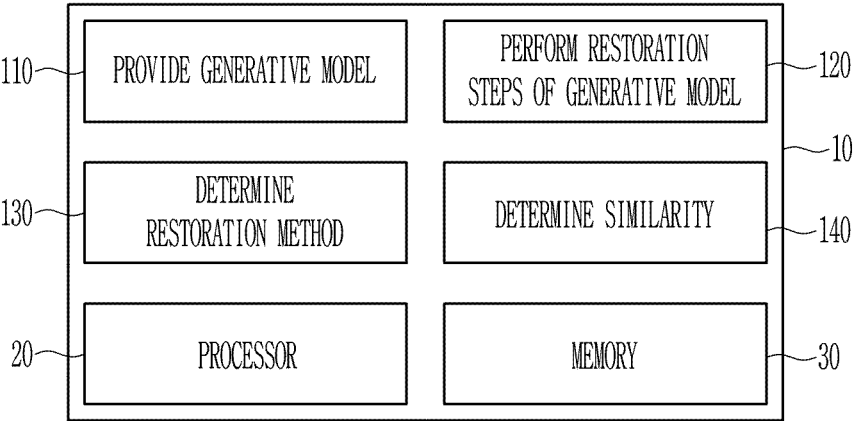 110
PROVIDE GENERATIVE MODEL
PERFORM RESTORATION
STEPS OF GENERATIVE MODEL
120
10
130
DETERMINE
RESTORATION METHOD
DETERMINE SIMILARITY
140
20
PROCESSOR
MEMORY
30